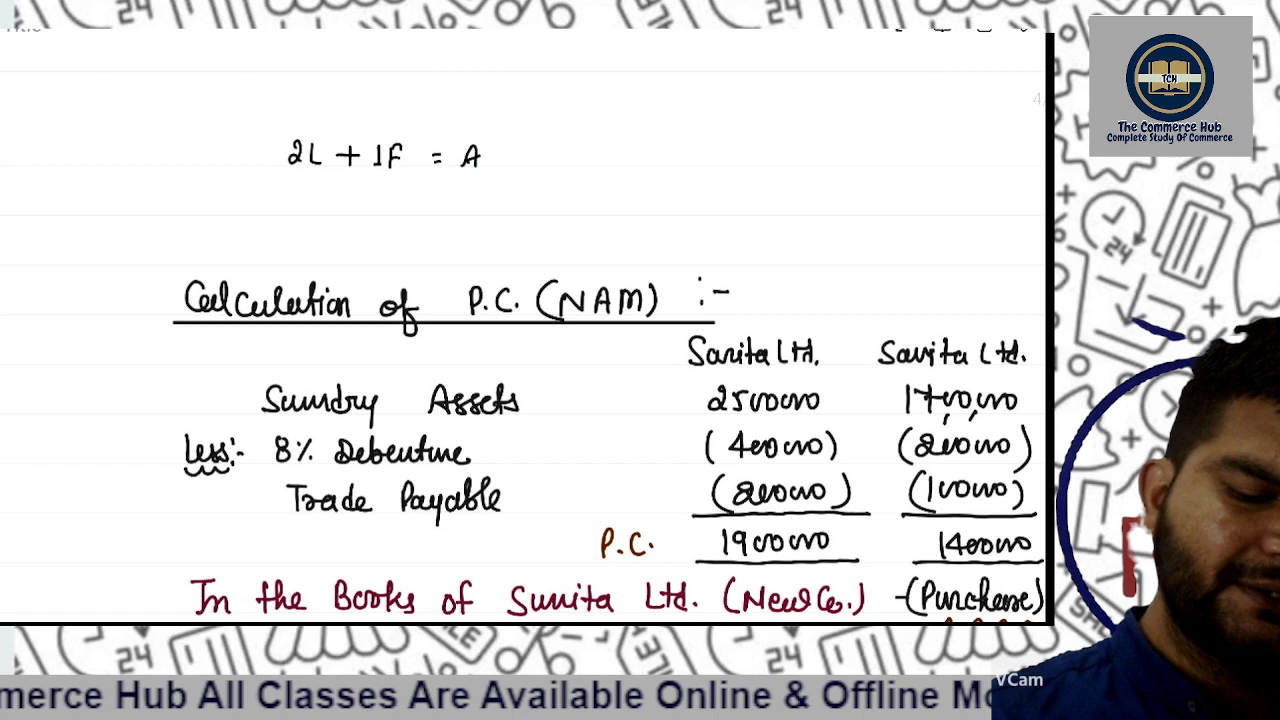 2L + 1F = A
Calculation of P.C. (NAM) :-
Sarita Ltd. Savita Ltd.
Sundry Assets 2500000 1700,000
Less:- 8% Debenture (400000) (200000)
Trade Payable (200000) (100000)
P.C. 1900000 1400000
In the Books of Sunita Ltd. (New Co.) - (Purchase)
TCH
The Commerce Hub
Complete Study Of Commerce
VCam
merce Hub All Classes Are Available Online & Offline Mo